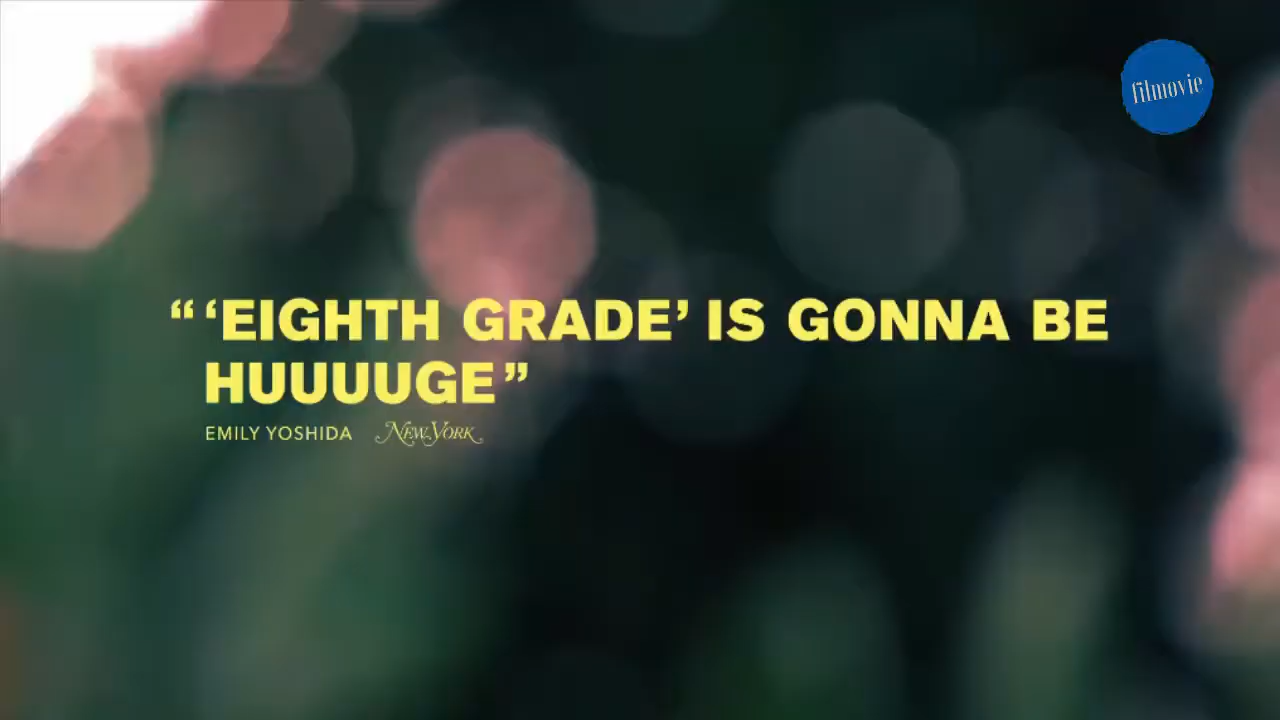 filmovie
“ ‘EIGHTH GRADE’ IS GONNA BE
HUUUUGE”
EMILY YOSHIDA NEW YORK